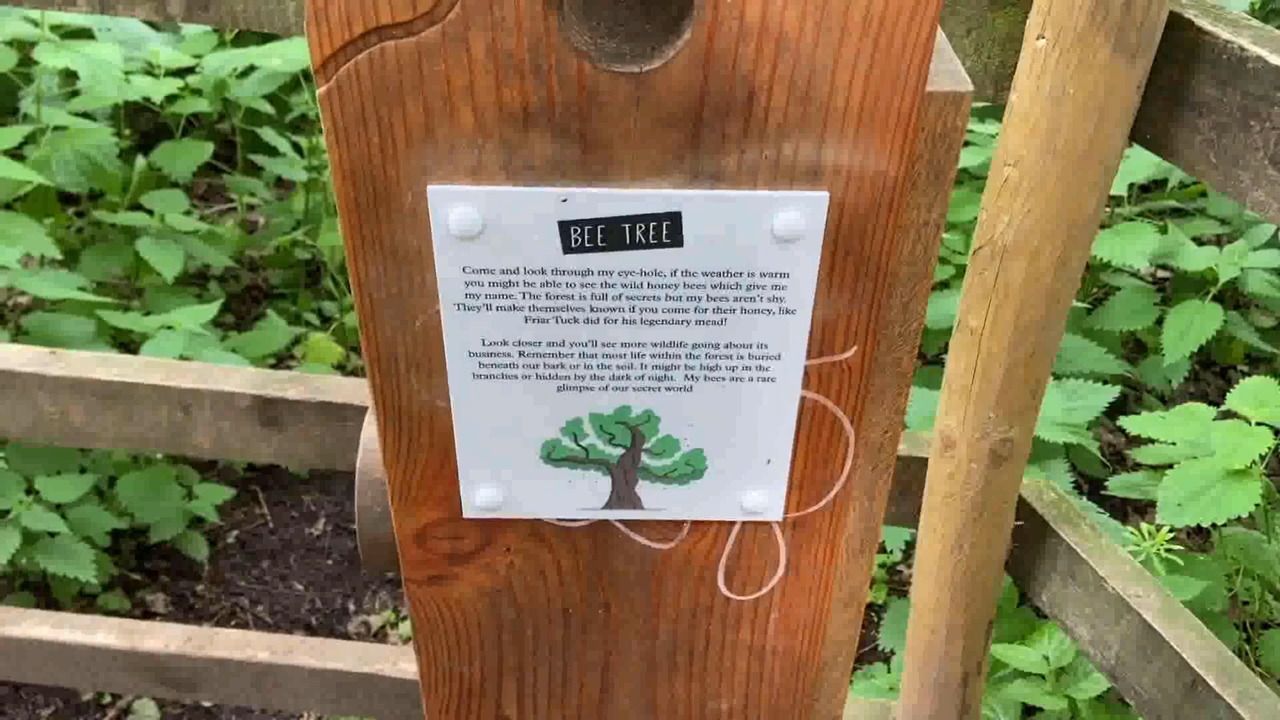 BEE TREE
Come and look through my eye-hole, if the weather is warm
you might be able to see the wild honey bees which give me
my name. The forest is full of secrets but my bees aren't shy.
They'll make themselves known if you come for their honey, like
Friar Tuck did for his legendary mead!
Look closer and you'll see more wildlife going about its
business. Remember that most life within the forest is buried
beneath our bark or in the soil. It might be high up in the
branches or hidden by the dark of night. My bees are a rare
glimpse of our secret world